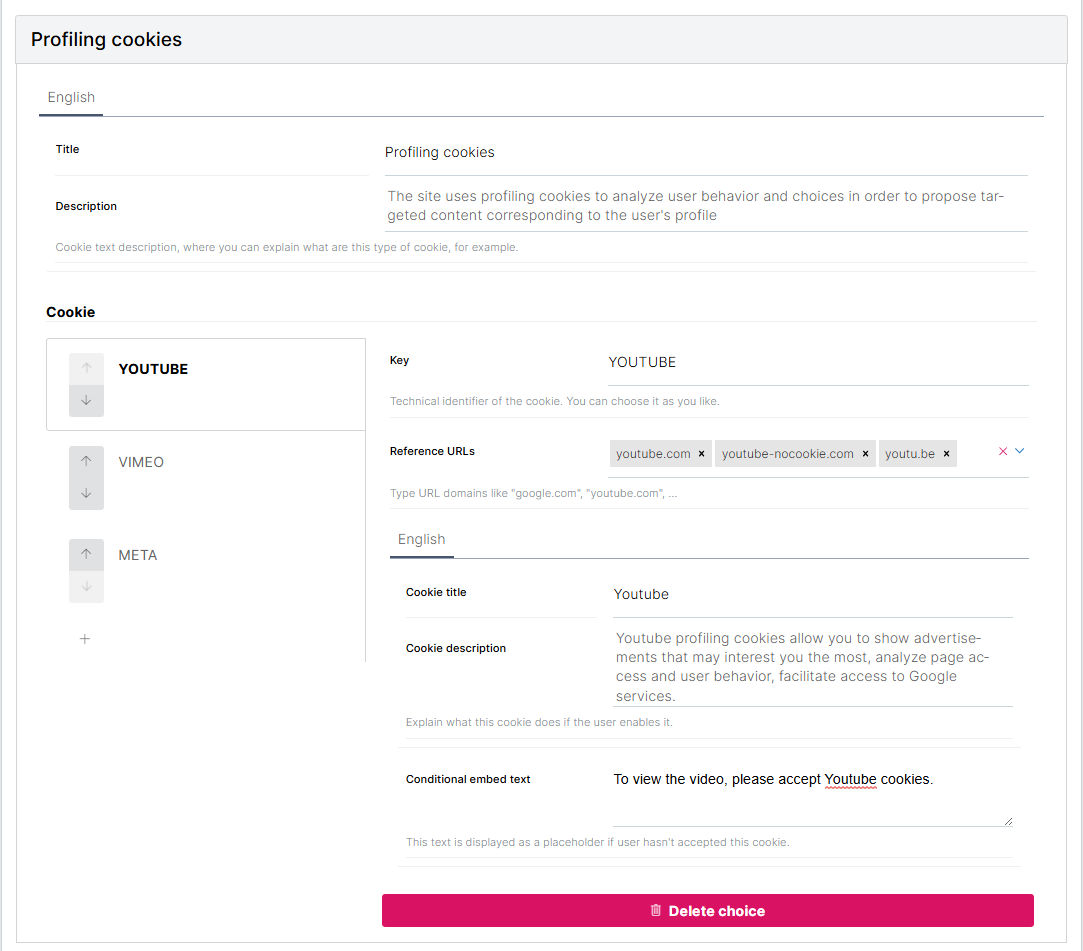 Profiling cookies
English
Title
Profiling cookies
Description
The site uses profiling cookies to analyze user behavior and choices in order to propose tar-
geted content corresponding to the user's profile
Cookie text description, where you can explain what are this type of cookie, for example.
Cookie
YOUTUBE
VIMEO
META
Key
YOUTUBE
Technical identifier of the cookie. You can choose it as you like.
Reference URLs
youtube.com × youtube-nocookie.com × youtu.be ×
Type URL domains like "google.com", "youtube.com", ...
English
Cookie title
Youtube
Cookie description
Youtube profiling cookies allow you to show advertise-
ments that may interest you the most, analyze page ac-
cess and user behavior, facilitate access to Google
services.
Explain what this cookie does if the user enables it.
Conditional embed text
To view the video, please accept Youtube cookies.
This text is displayed as a placeholder if user hasn't accepted this cookie.
Delete choice